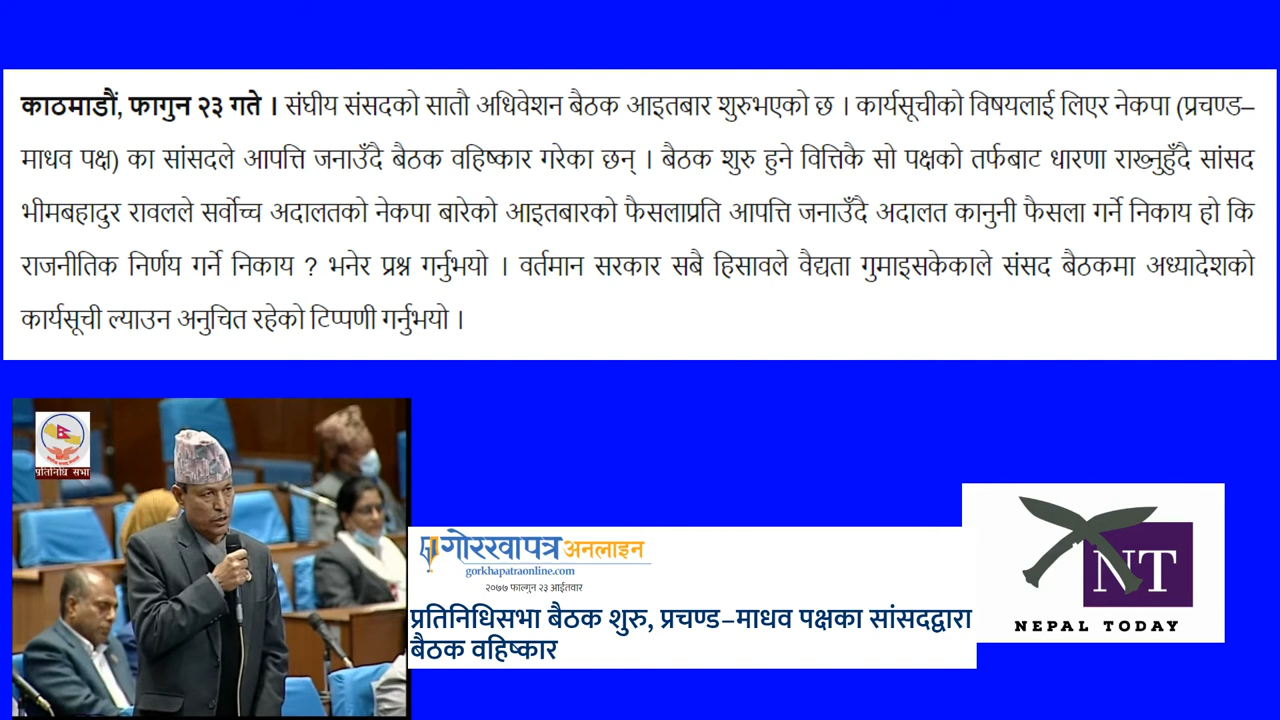 काठमाडौं, फागुन २३ गते । संघीय संसदको सातौ अधिवेशन बैठक आइतबार शुरुभएको छ । कार्यसूचीको विषयलाई लिएर नेकपा (प्रचण्ड–
माधव पक्ष) का सांसदले आपत्ति जनाउँदै बैठक वहिष्कार गरेका छन् । बैठक शुरु हुने वित्तिकै सो पक्षको तर्फबाट धारणा राख्नुहुँदै सांसद
भीमबहादुर रावलले सर्वोच्च अदालतको नेकपा बारेको आइतबारको फैसलाप्रति आपत्ति जनाउँदै अदालत कानुनी फैसला गर्ने निकाय हो कि
राजनीतिक निर्णय गर्ने निकाय ? भनेर प्रश्न गर्नुभयो । वर्तमान सरकार सबै हिसावले वैद्यता गुमाइसकेकाले संसद बैठकमा अध्यादेशको
कार्यसूची ल्याउन अनुचित रहेको टिप्पणी गर्नुभयो ।
प्रतिनिधि सभा
गोरखापत्र अनलाइन
gorkhapatraonline.com
२०७७ फाल्गुन २३ आईतवार
प्रतिनिधिसभा बैठक शुरु, प्रचण्ड–माधव पक्षका सांसदद्वारा
बैठक वहिष्कार
NT
NEPAL TODAY